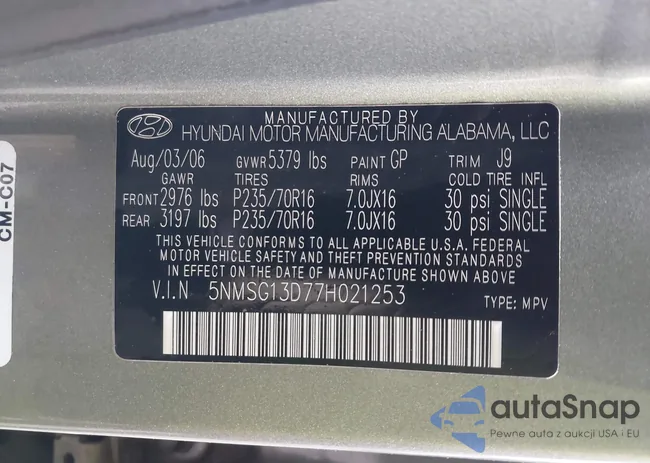 MANUFACTURED BY
HYUNDAI MOTOR MANUFACTURING ALABAMA, LLC
Aug/03/06 GVWR 5379 lbs PAINT GP TRIM J9
GAWR TIRES RIMS COLD TIRE INFL
FRONT 2976 lbs P235/70R16 7.0JX16 30 psi SINGLE
REAR 3197 lbs P235/70R16 7.0JX16 30 psi SINGLE
THIS VEHICLE CONFORMS TO ALL APPLICABLE U.S.A. FEDERAL
MOTOR VEHICLE SAFETY AND THEFT PREVENTION STANDARDS
IN EFFECT ON THE DATE OF MANUFACTURE SHOWN ABOVE.
V.I.N 5NMSG13D77H021253 TYPE: MPV
CM-C07
autaSnap
Pewne auta z aukcji USA i EU